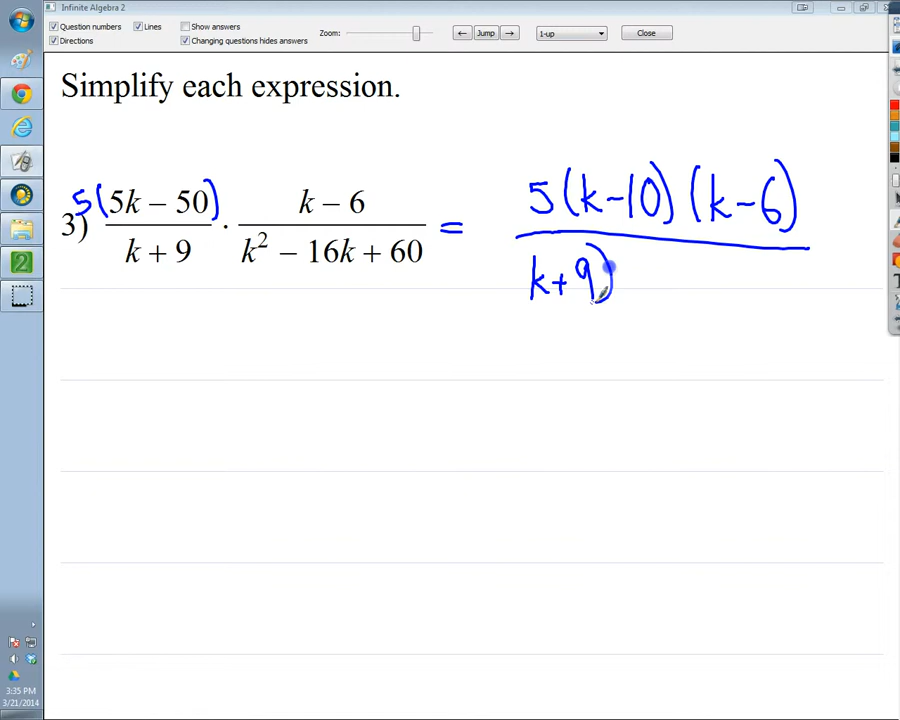 Infinite Algebra 2
Question numbers Lines Show answers Zoom: ← Jump → 1-up Close
Directions Changing questions hides answers
Simplify each expression.
3) 5(5k − 50) / k + 9 · k − 6 / k² − 16k + 60 = 5(k−10)(k−6) / k+9)
3:35 PM
3/21/2014